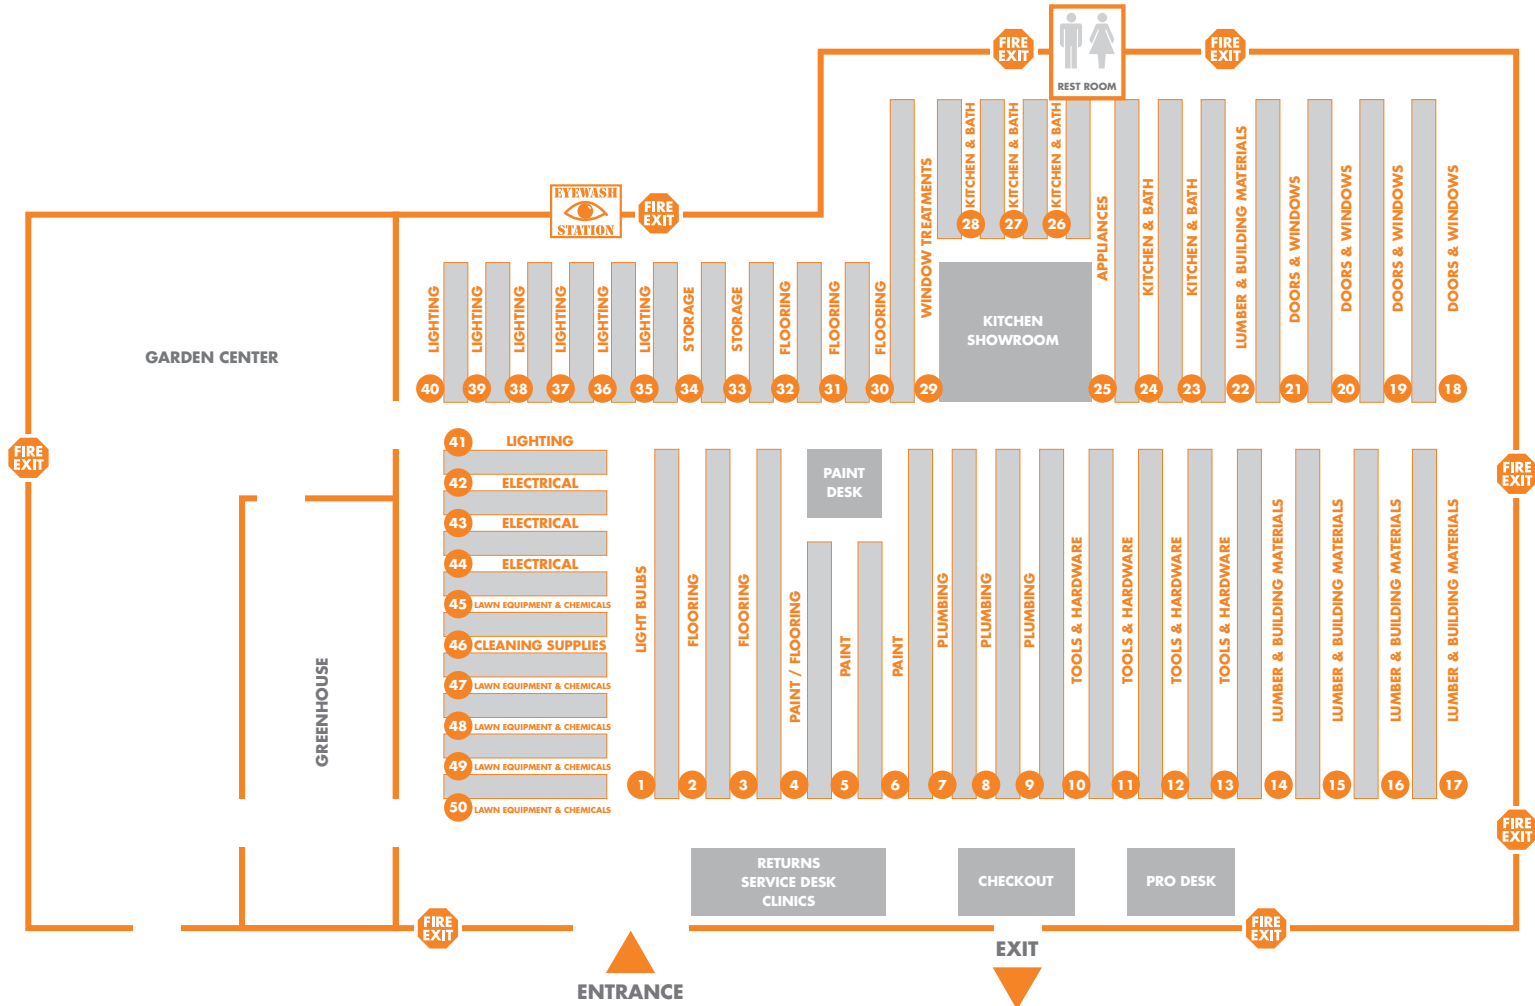 FIRE
EXIT
REST ROOM
FIRE
EXIT
EYEWASH
STATION
FIRE
EXIT
KITCHEN & BATH
28
KITCHEN & BATH
27
KITCHEN & BATH
26
GARDEN CENTER
LIGHTING
40
LIGHTING
39
LIGHTING
38
LIGHTING
37
LIGHTING
36
LIGHTING
35
STORAGE
34
STORAGE
33
FLOORING
32
FLOORING
31
FLOORING
30
WINDOW TREATMENTS
29
KITCHEN
SHOWROOM
APPLIANCES
25
KITCHEN & BATH
24
KITCHEN & BATH
23
LUMBER & BUILDING MATERIALS
22
DOORS & WINDOWS
21
DOORS & WINDOWS
20
DOORS & WINDOWS
19
DOORS & WINDOWS
18
FIRE
EXIT
FIRE
EXIT
41 LIGHTING
42 ELECTRICAL
43 ELECTRICAL
44 ELECTRICAL
45 LAWN EQUIPMENT & CHEMICALS
46 CLEANING SUPPLIES
47 LAWN EQUIPMENT & CHEMICALS
48 LAWN EQUIPMENT & CHEMICALS
49 LAWN EQUIPMENT & CHEMICALS
50 LAWN EQUIPMENT & CHEMICALS
GREENHOUSE
PAINT
DESK
LIGHT BULBS
1
FLOORING
2
FLOORING
3
PAINT / FLOORING
4
PAINT
5
PAINT
6
PLUMBING
7
PLUMBING
8
PLUMBING
9
TOOLS & HARDWARE
10
TOOLS & HARDWARE
11
TOOLS & HARDWARE
12
TOOLS & HARDWARE
13
LUMBER & BUILDING MATERIALS
14
LUMBER & BUILDING MATERIALS
15
LUMBER & BUILDING MATERIALS
16
LUMBER & BUILDING MATERIALS
17
FIRE
EXIT
RETURNS
SERVICE DESK
CLINICS
CHECKOUT
PRO DESK
FIRE
EXIT
FIRE
EXIT
ENTRANCE
EXIT